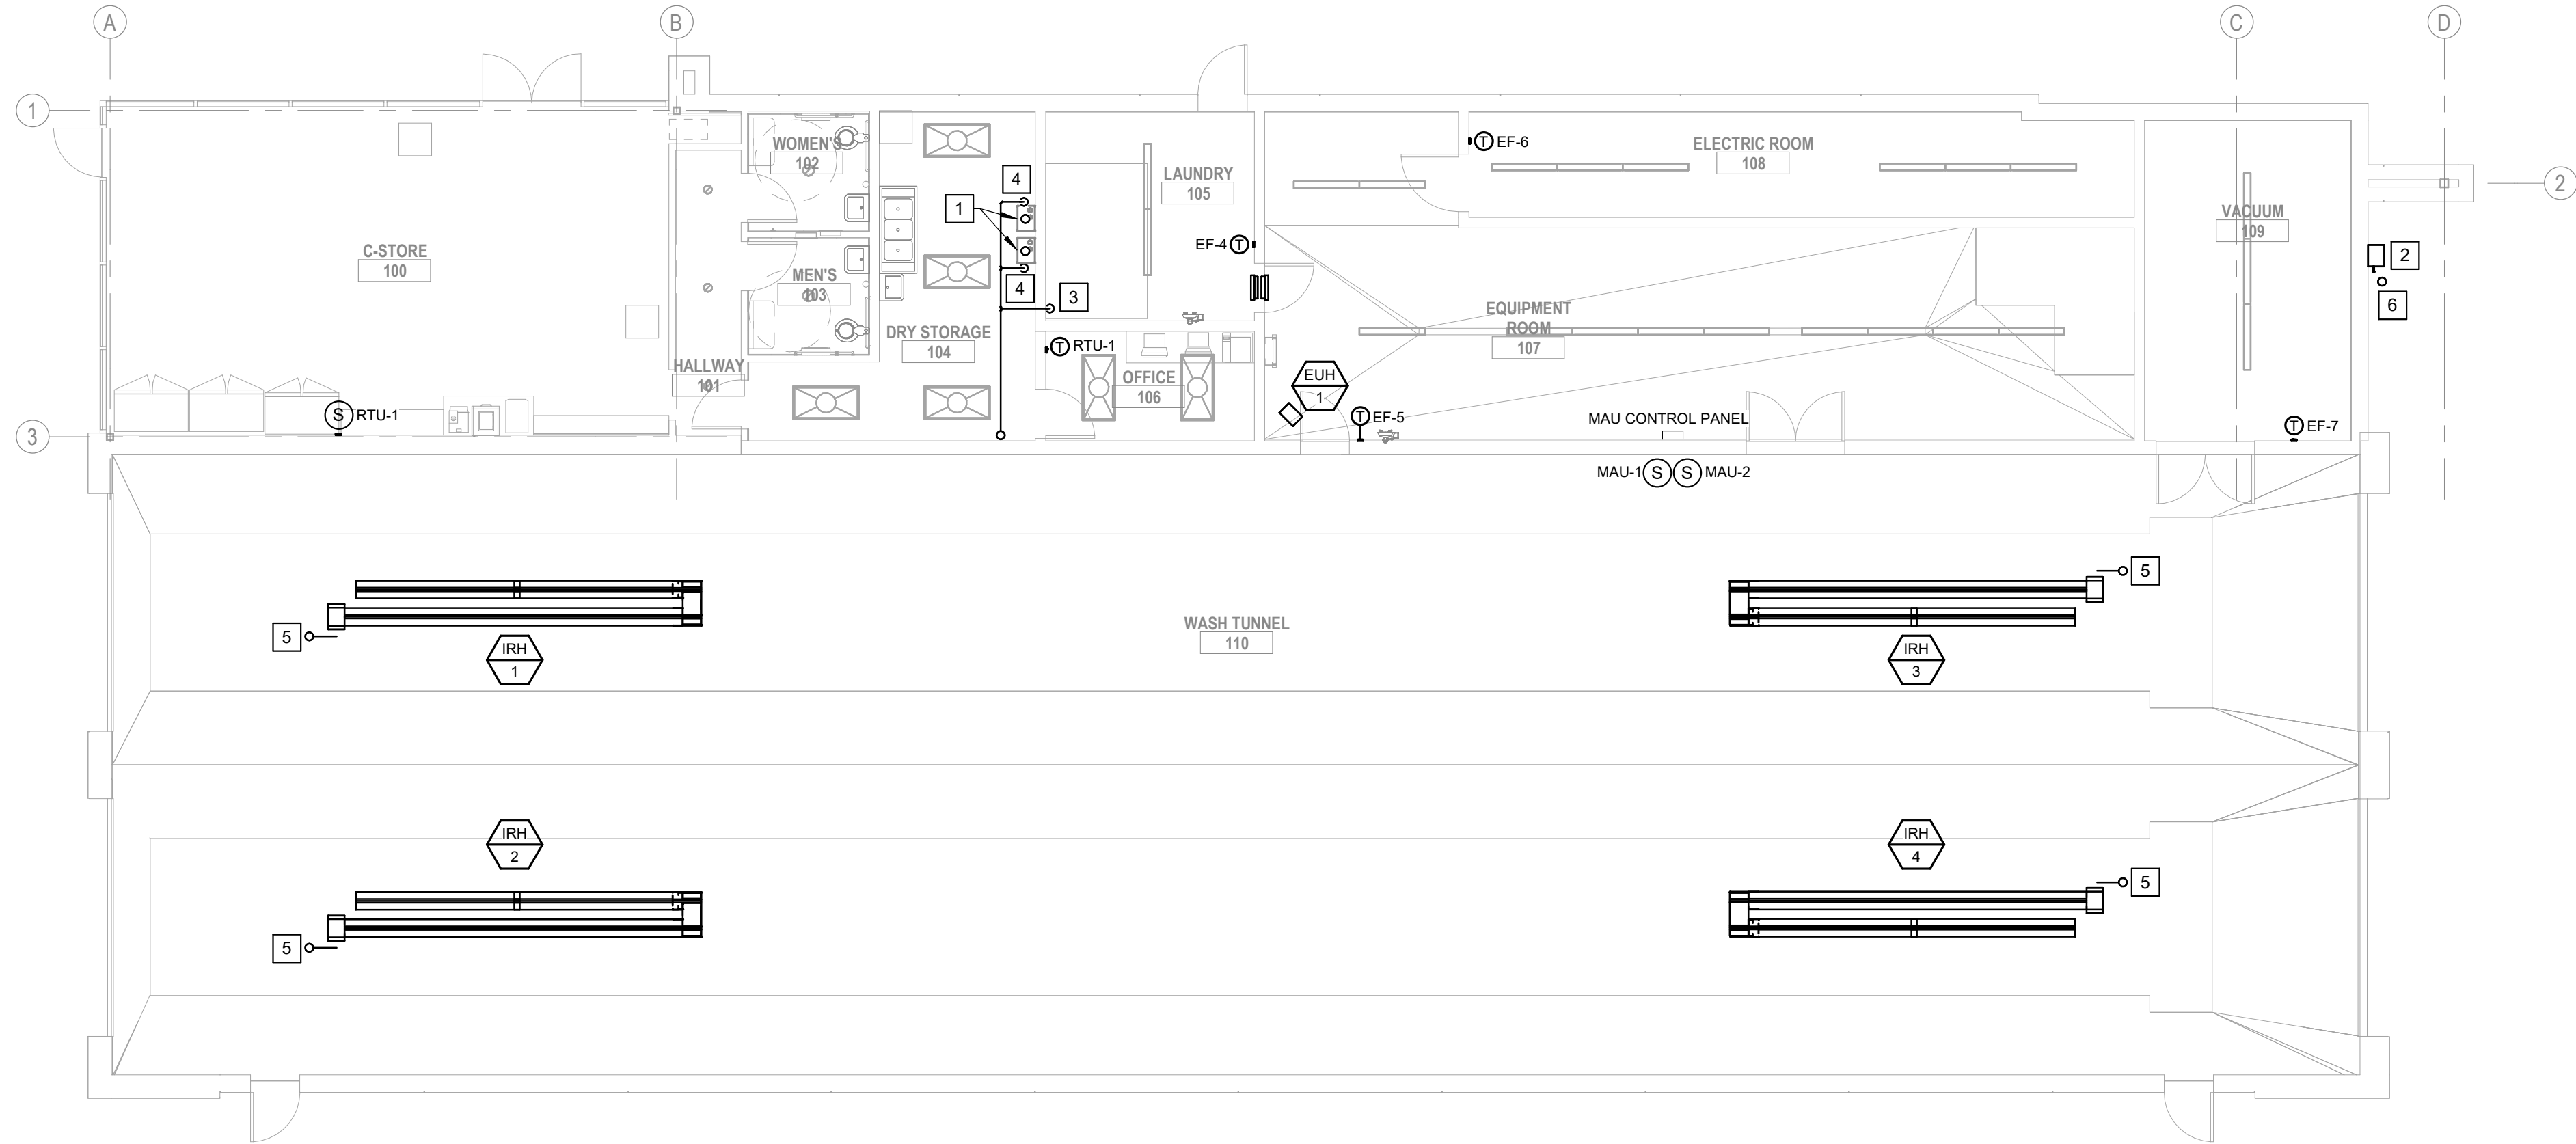 A
B
C
D
1
2
3
WOMEN'S
102
ELECTRIC ROOM
108
EF-6
T
LAUNDRY
105
4
1
VACUUM
109
C-STORE
100
EF-4 T
2
MEN'S
103
4
3
6
EQUIPMENT
ROOM
107
DRY STORAGE
104
T RTU-1
HALLWAY
101
OFFICE
106
EUH
1
S RTU-1
T EF-5
MAU CONTROL PANEL
T EF-7
MAU-1 S S MAU-2
5
5
WASH TUNNEL
110
IRH
1
IRH
3
IRH
2
IRH
4
5
5